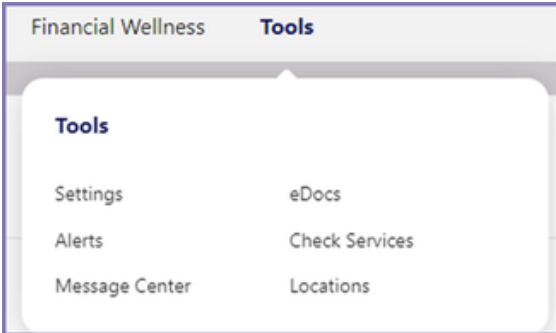 Financial Wellness Tools
Tools
Settings eDocs
Alerts Check Services
Message Center Locations